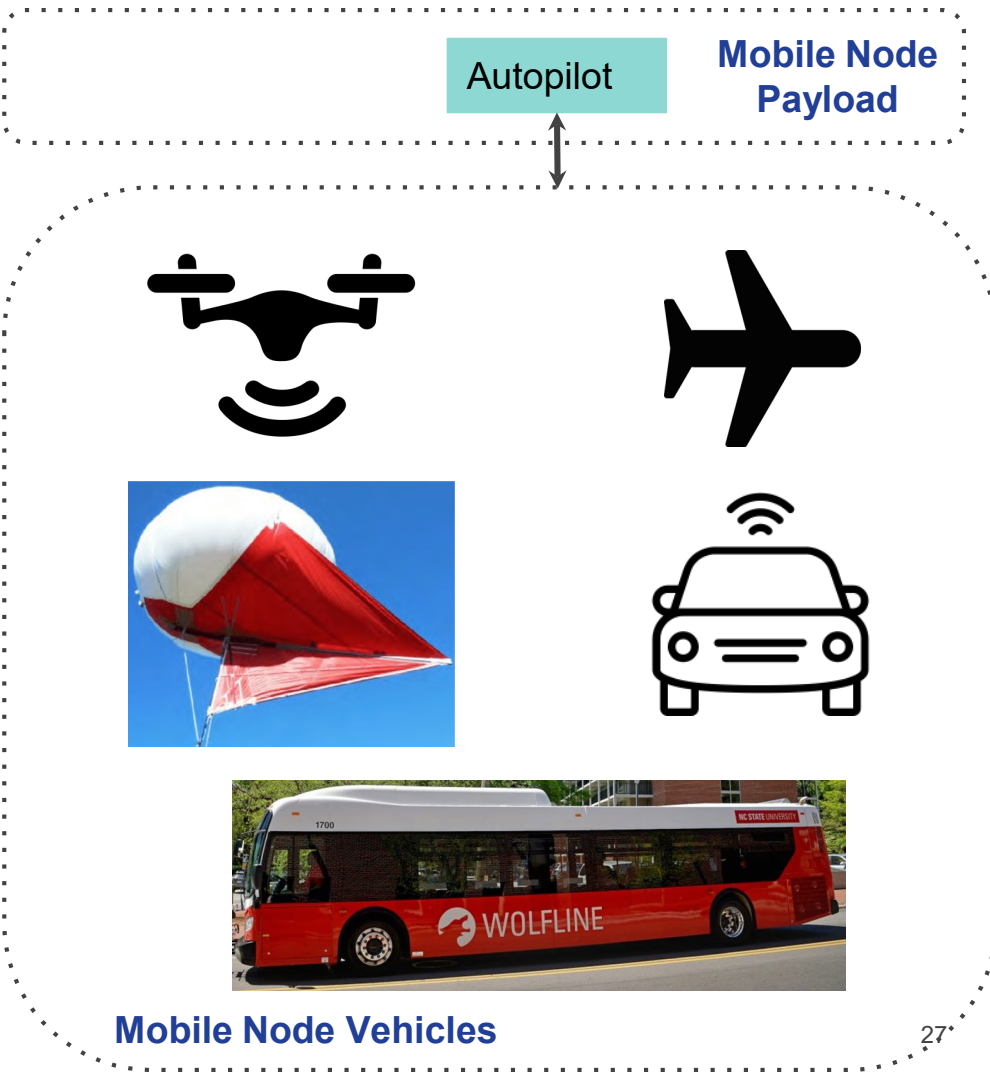 Autopilot
Mobile Node
Payload
1700
NC STATE UNIVERSITY
WOLFLINE
Mobile Node Vehicles
27